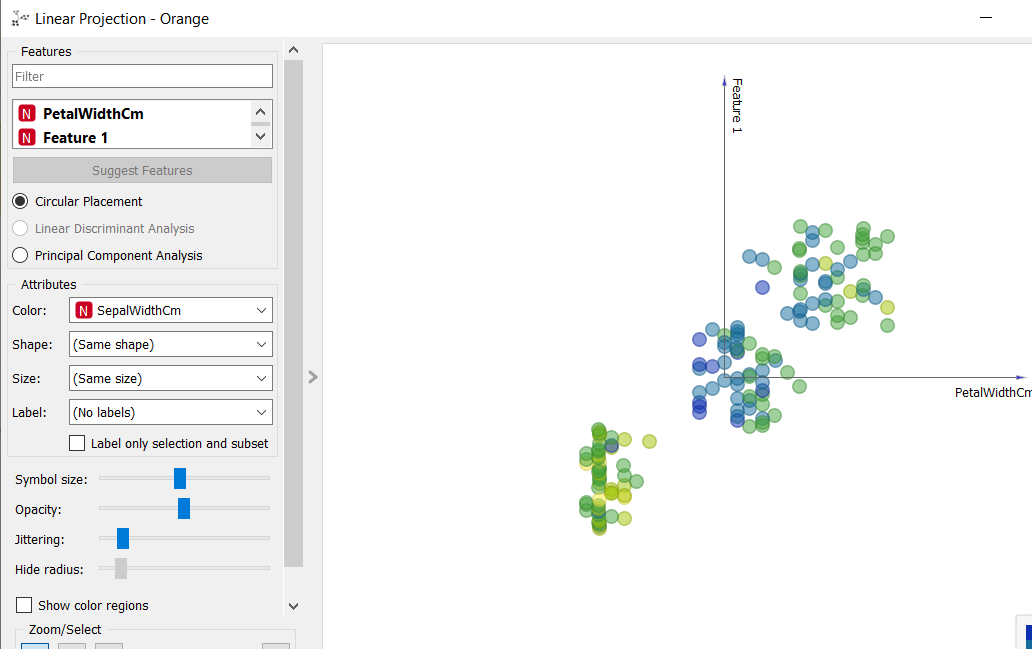 Linear Projection - Orange
Features
Filter
N PetalWidthCm
N Feature 1
Suggest Features
Circular Placement
Linear Discriminant Analysis
Principal Component Analysis
Attributes
Color: N SepalWidthCm
Shape: (Same shape)
Size: (Same size)
Label: (No labels)
Label only selection and subset
Symbol size:
Opacity:
Jittering:
Hide radius:
Show color regions
Zoom/Select
Feature 1
PetalWidthCm